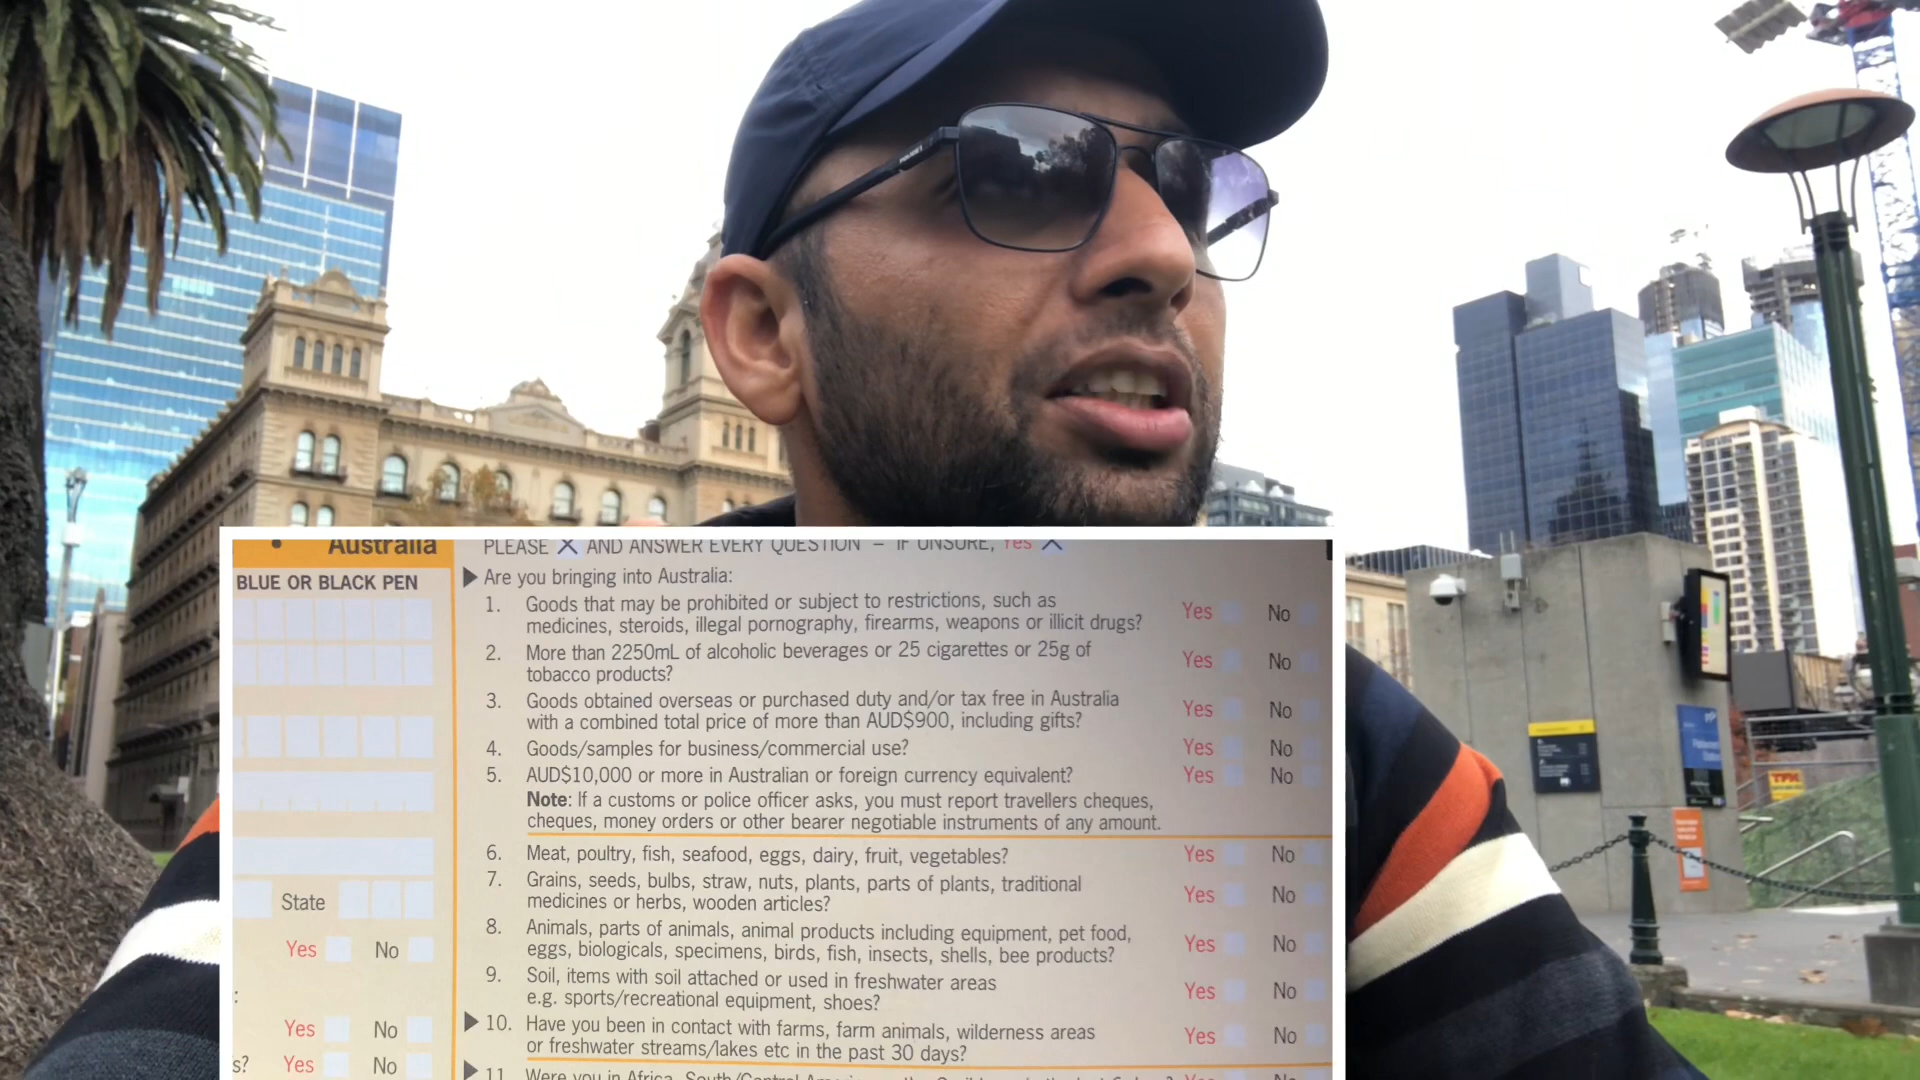 Australia
BLUE OR BLACK PEN
State
Yes No
Yes No
s? Yes No
PLEASE X AND ANSWER EVERY QUESTION – IF UNSURE, Yes X
Are you bringing into Australia:
1. Goods that may be prohibited or subject to restrictions, such as
medicines, steroids, illegal pornography, firearms, weapons or illicit drugs? Yes No
2. More than 2250mL of alcoholic beverages or 25 cigarettes or 25g of
tobacco products? Yes No
3. Goods obtained overseas or purchased duty and/or tax free in Australia
with a combined total price of more than AUD$900, including gifts? Yes No
4. Goods/samples for business/commercial use? Yes No
5. AUD$10,000 or more in Australian or foreign currency equivalent? Yes No
Note: If a customs or police officer asks, you must report travellers cheques,
cheques, money orders or other bearer negotiable instruments of any amount.
6. Meat, poultry, fish, seafood, eggs, dairy, fruit, vegetables? Yes No
7. Grains, seeds, bulbs, straw, nuts, plants, parts of plants, traditional
medicines or herbs, wooden articles? Yes No
8. Animals, parts of animals, animal products including equipment, pet food,
eggs, biologicals, specimens, birds, fish, insects, shells, bee products? Yes No
9. Soil, items with soil attached or used in freshwater areas
e.g. sports/recreational equipment, shoes? Yes No
10. Have you been in contact with farms, farm animals, wilderness areas
or freshwater streams/lakes etc in the past 30 days? Yes No
11. Were you in Africa, South/Central America